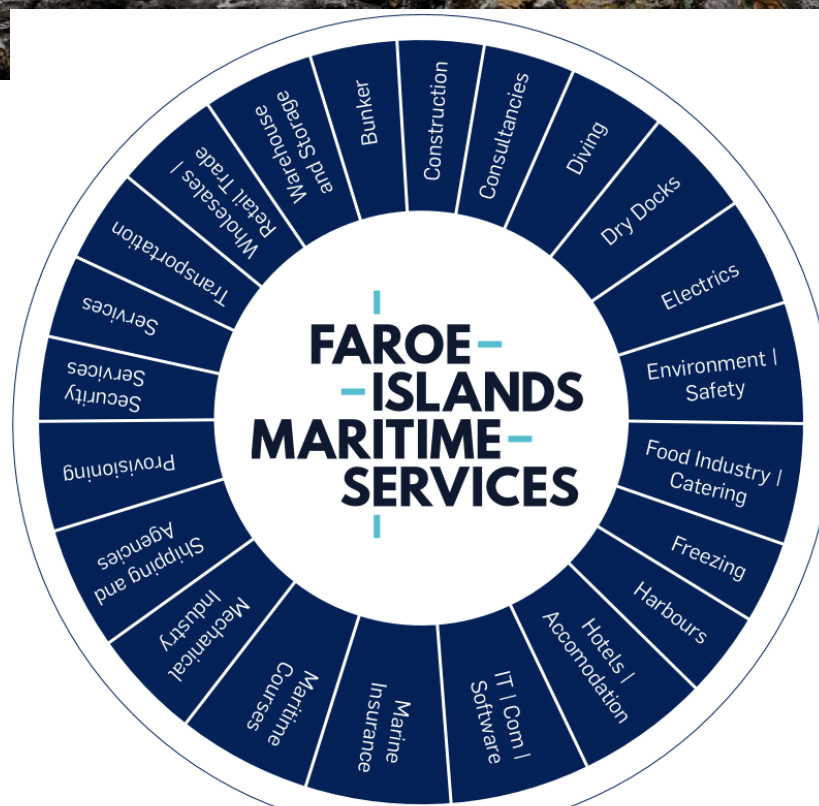 FAROE
ISLANDS
MARITIME
SERVICES
Bunker
Construction
Consultancies
Diving
Dry Docks
Electrics
Environment |
Safety
Food Industry |
Catering
Freezing
Harbours
Hotels |
Accomodation
IT | Com |
Software
Marine
Insurance
Maritime
Courses
Mechanical
Industry
Shipping and
Agencies
Provisioning
Security
Services
Services
Transportation
Wholesales |
Retail Trade
Warehouse
and Storage